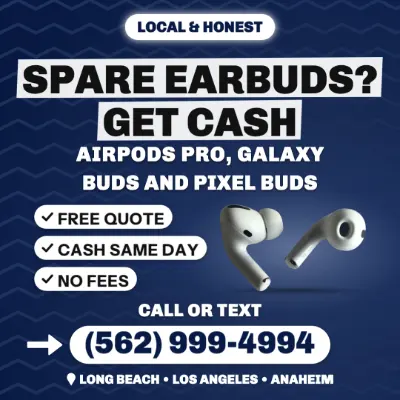 LOCAL & HONEST
SPARE EARBUDS?
GET CASH
AIRPODS PRO, GALAXY
BUDS AND PIXEL BUDS
FREE QUOTE
CASH SAME DAY
NO FEES
CALL OR TEXT
(562) 999-4994
LONG BEACH • LOS ANGELES • ANAHEIM